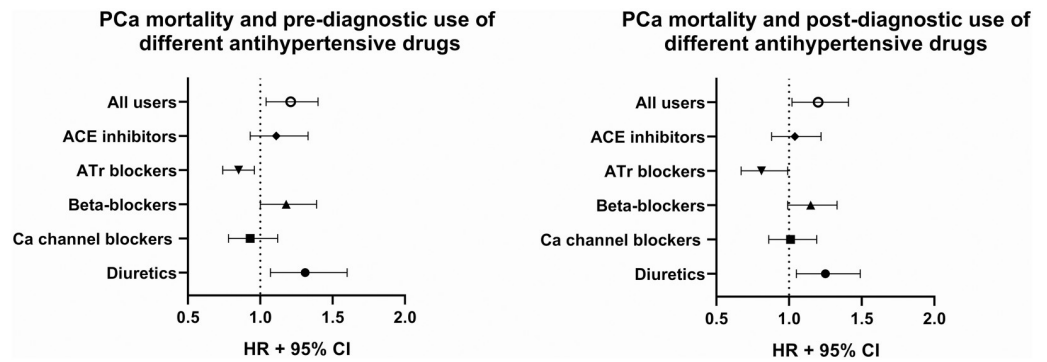 PCa mortality and pre-diagnostic use of
different antihypertensive drugs
All users
ACE inhibitors
ATr blockers
Beta-blockers
Ca channel blockers
Diuretics
0.5 1.0 1.5 2.0
HR + 95% CI
PCa mortality and post-diagnostic use of
different antihypertensive drugs
All users
ACE inhibitors
ATr blockers
Beta-blockers
Ca channel blockers
Diuretics
0.5 1.0 1.5 2.0
HR + 95% CI